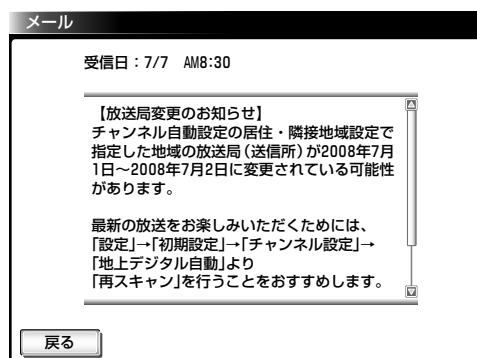 メール
受信日：7/7 AM8:30
【放送局変更のお知らせ】
チャンネル自動設定の居住・隣接地域設定で
指定した地域の放送局（送信所）が2008年7月
1日～2008年7月2日に変更されている可能性
があります。
最新の放送をお楽しみいただくためには、
「設定」→「初期設定」→「チャンネル設定」→
「地上デジタル自動」より
「再スキャン」を行うことをおすすめします。
戻る